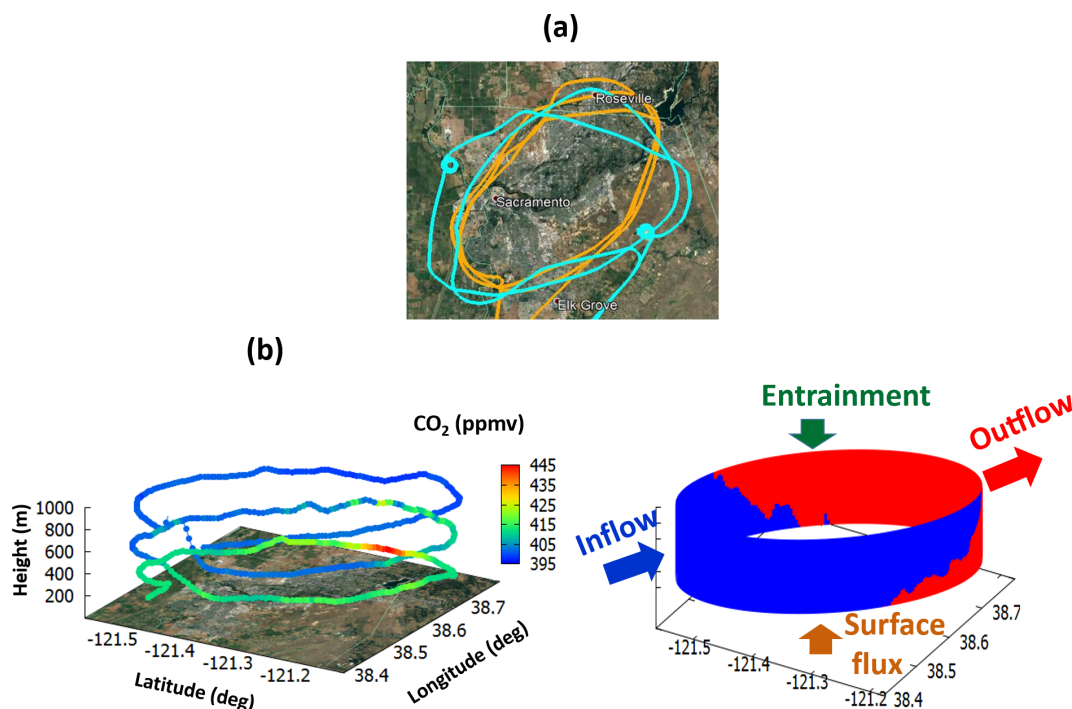 (a)
Roseville
Sacramento
Elk Grove
(b)
CO2 (ppmv)
445
435
425
415
405
395
Height (m)
1000
800
600
400
200
-121.5
-121.4
-121.3
-121.2
Latitude (deg)
38.4
38.5
38.6
38.7
Longitude (deg)
Entrainment
Outflow
Inflow
Surface
flux
-121.5
-121.4
-121.3
-121.2
38.4
38.5
38.6
38.7